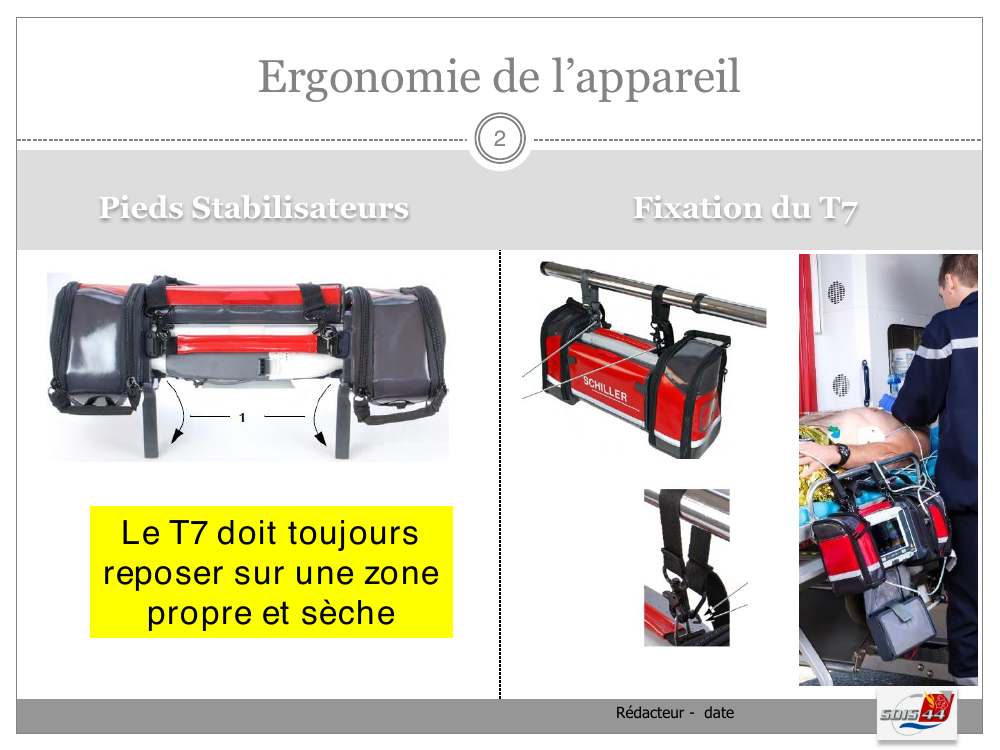 Ergonomie de l’appareil
2
Pieds Stabilisateurs
Fixation du T7
1
SCHILLER
Le T7 doit toujours
reposer sur une zone
propre et sèche
Rédacteur - date
SDIS 44